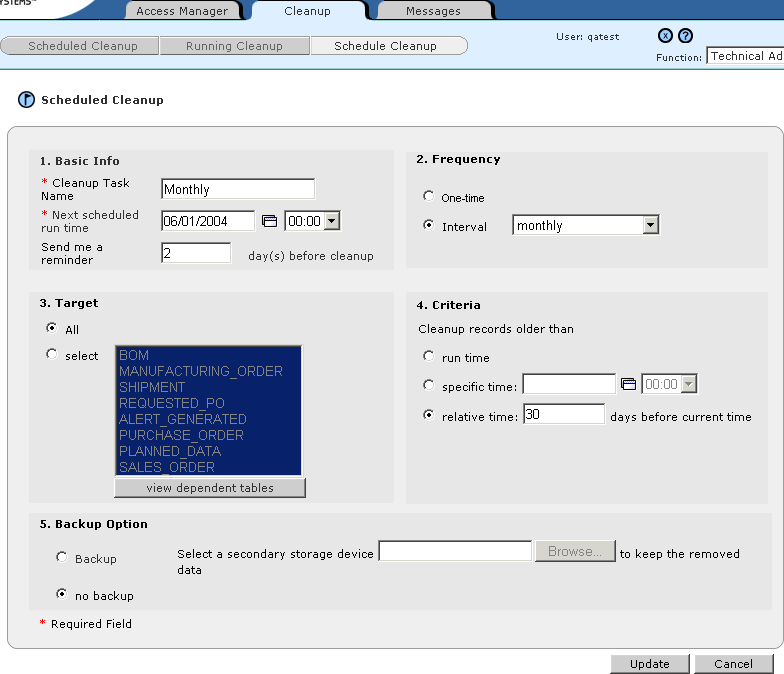 SYSTEMS
Access Manager Cleanup Messages
Scheduled Cleanup Running Cleanup Schedule Cleanup
User: qatest
Function: Technical Ad
Scheduled Cleanup
1. Basic Info
* Cleanup Task
Name
Monthly
* Next scheduled
run time
06/01/2004 00:00
Send me a
reminder
2 day(s) before cleanup
2. Frequency
One-time
Interval monthly
3. Target
All
select
BOM
MANUFACTURING_ORDER
SHIPMENT
REQUESTED_PO
ALERT_GENERATED
PURCHASE_ORDER
PLANNED_DATA
SALES_ORDER
view dependent tables
4. Criteria
Cleanup records older than
run time
specific time: 00:00
relative time: 30 days before current time
5. Backup Option
Backup Select a secondary storage device Browse... to keep the removed
data
no backup
* Required Field
Update Cancel